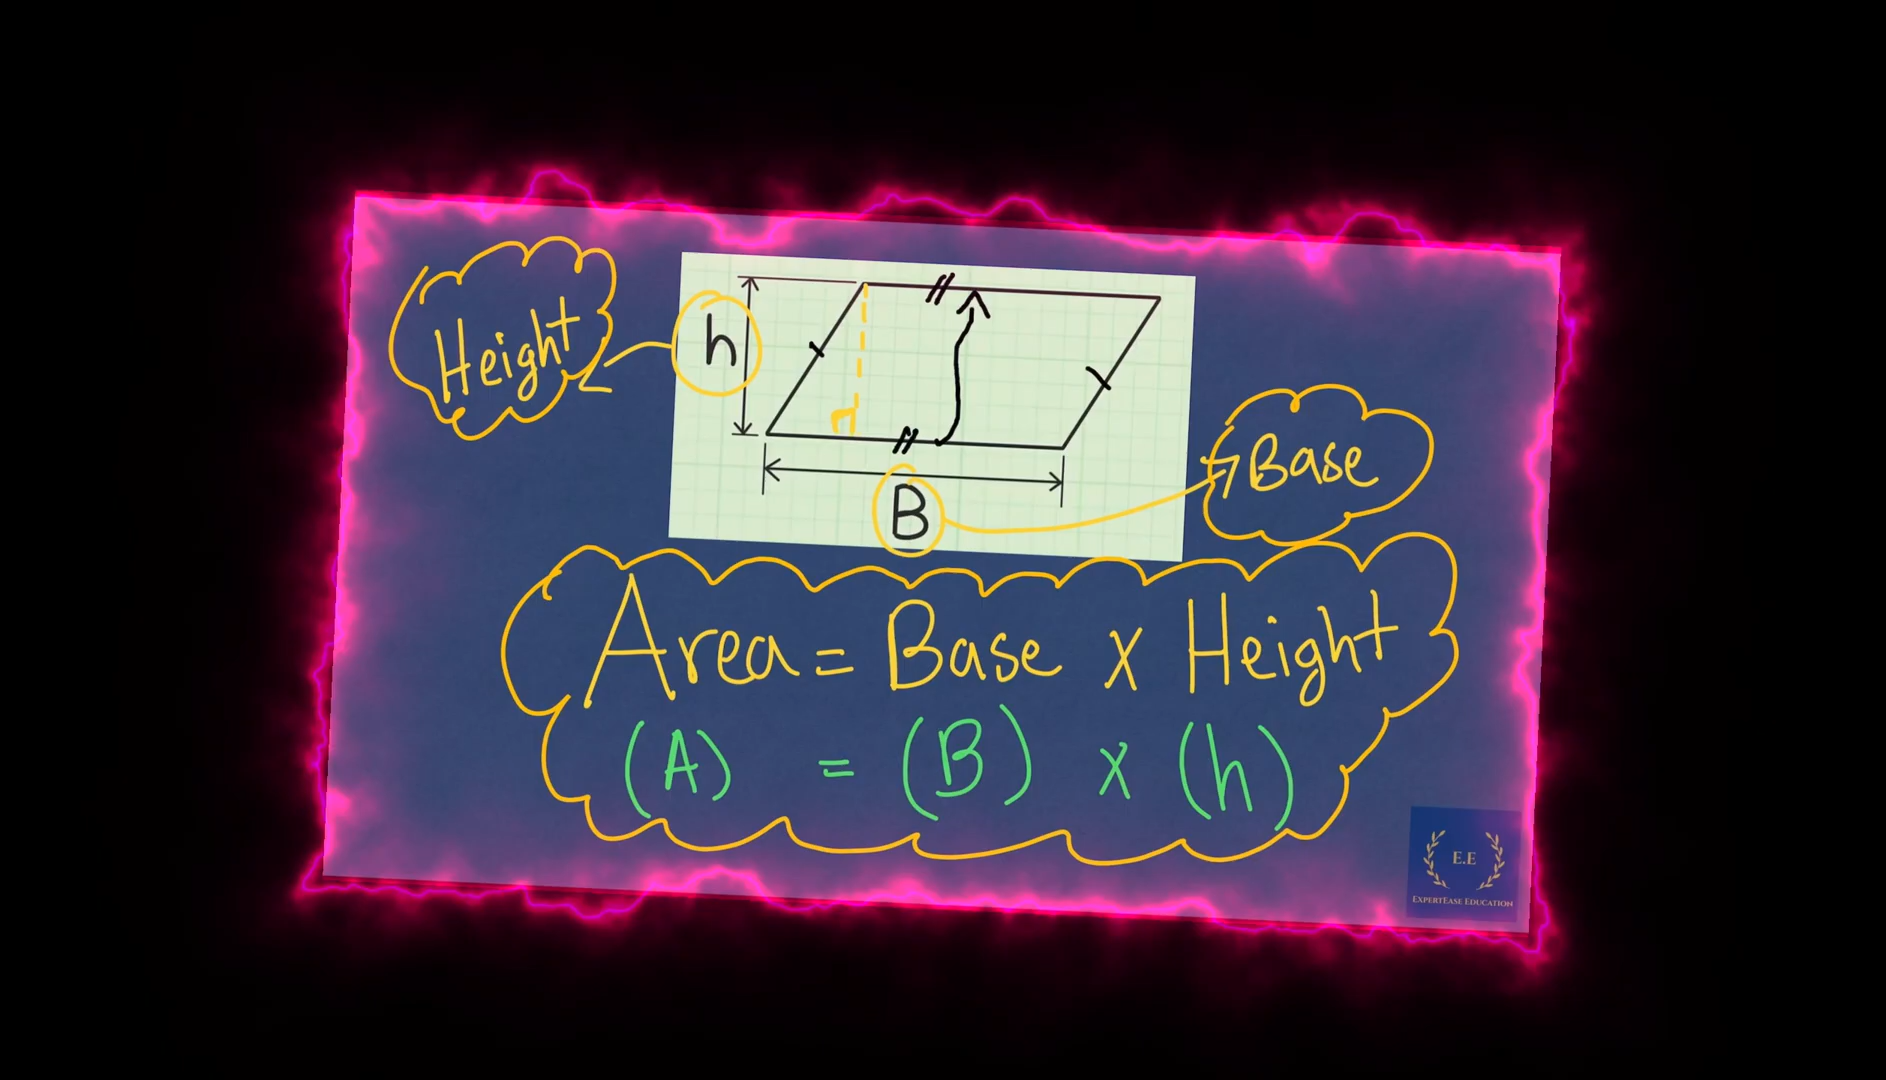 Height
h
B
Base
Area = Base x Height
(A) = (B) x (h)
E.E
EXPERTEASE EDUCATION